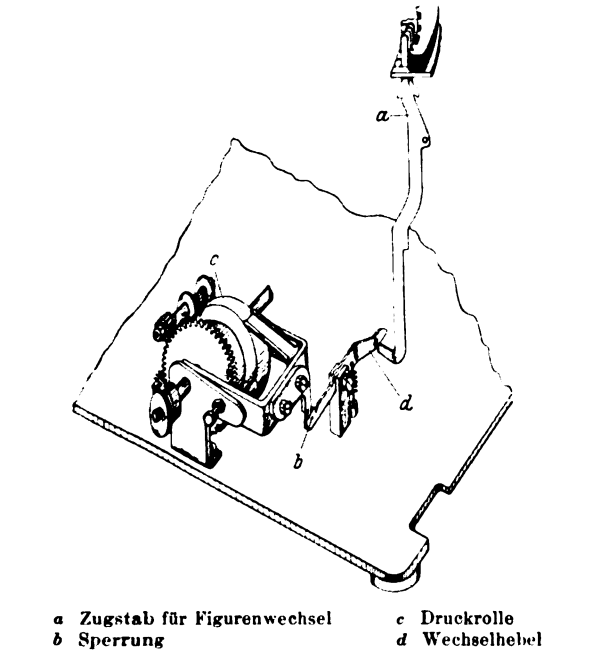 a
c
d
b
a Zugstab für Figurenwechsel
b Sperrung
c Druckrolle
d Wechselhebel